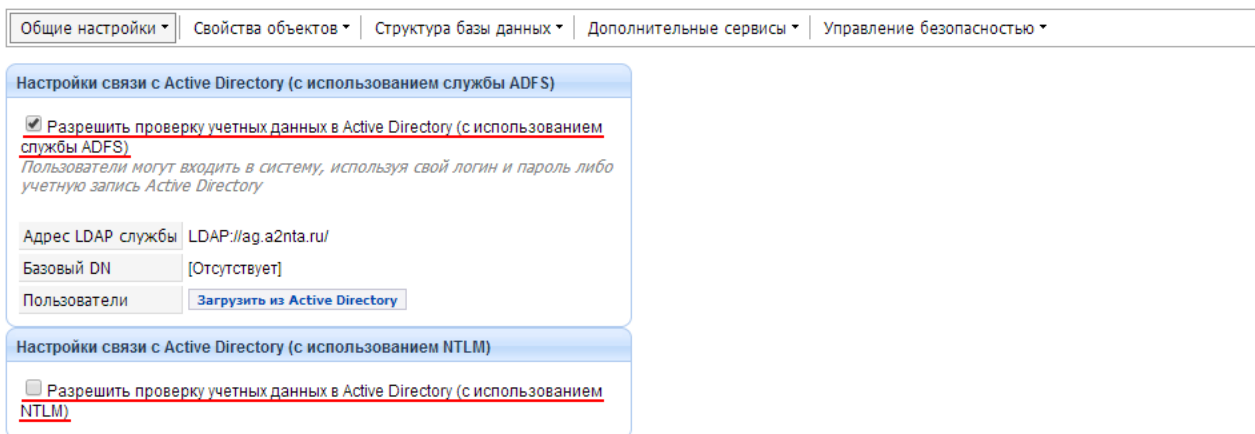 Общие настройки Свойства объектов Структура базы данных Дополнительные сервисы Управление безопасностью
Настройки связи с Active Directory (с использованием службы ADFS)
Разрешить проверку учетных данных в Active Directory (с использованием
службы ADFS)
Пользователи могут входить в систему, используя свой логин и пароль либо
учетную запись Active Directory
Адрес LDAP службы LDAP://ag.a2nta.ru/
Базовый DN [Отсутствует]
Пользователи Загрузить из Active Directory
Настройки связи с Active Directory (с использованием NTLM)
Разрешить проверку учетных данных в Active Directory (с использованием
NTLM)